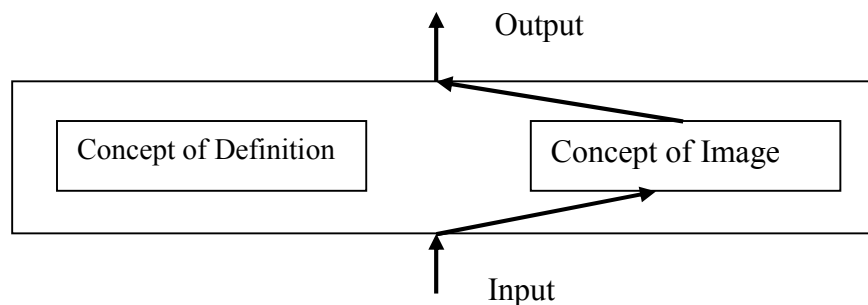 Output
Concept of Definition
Concept of Image
Input